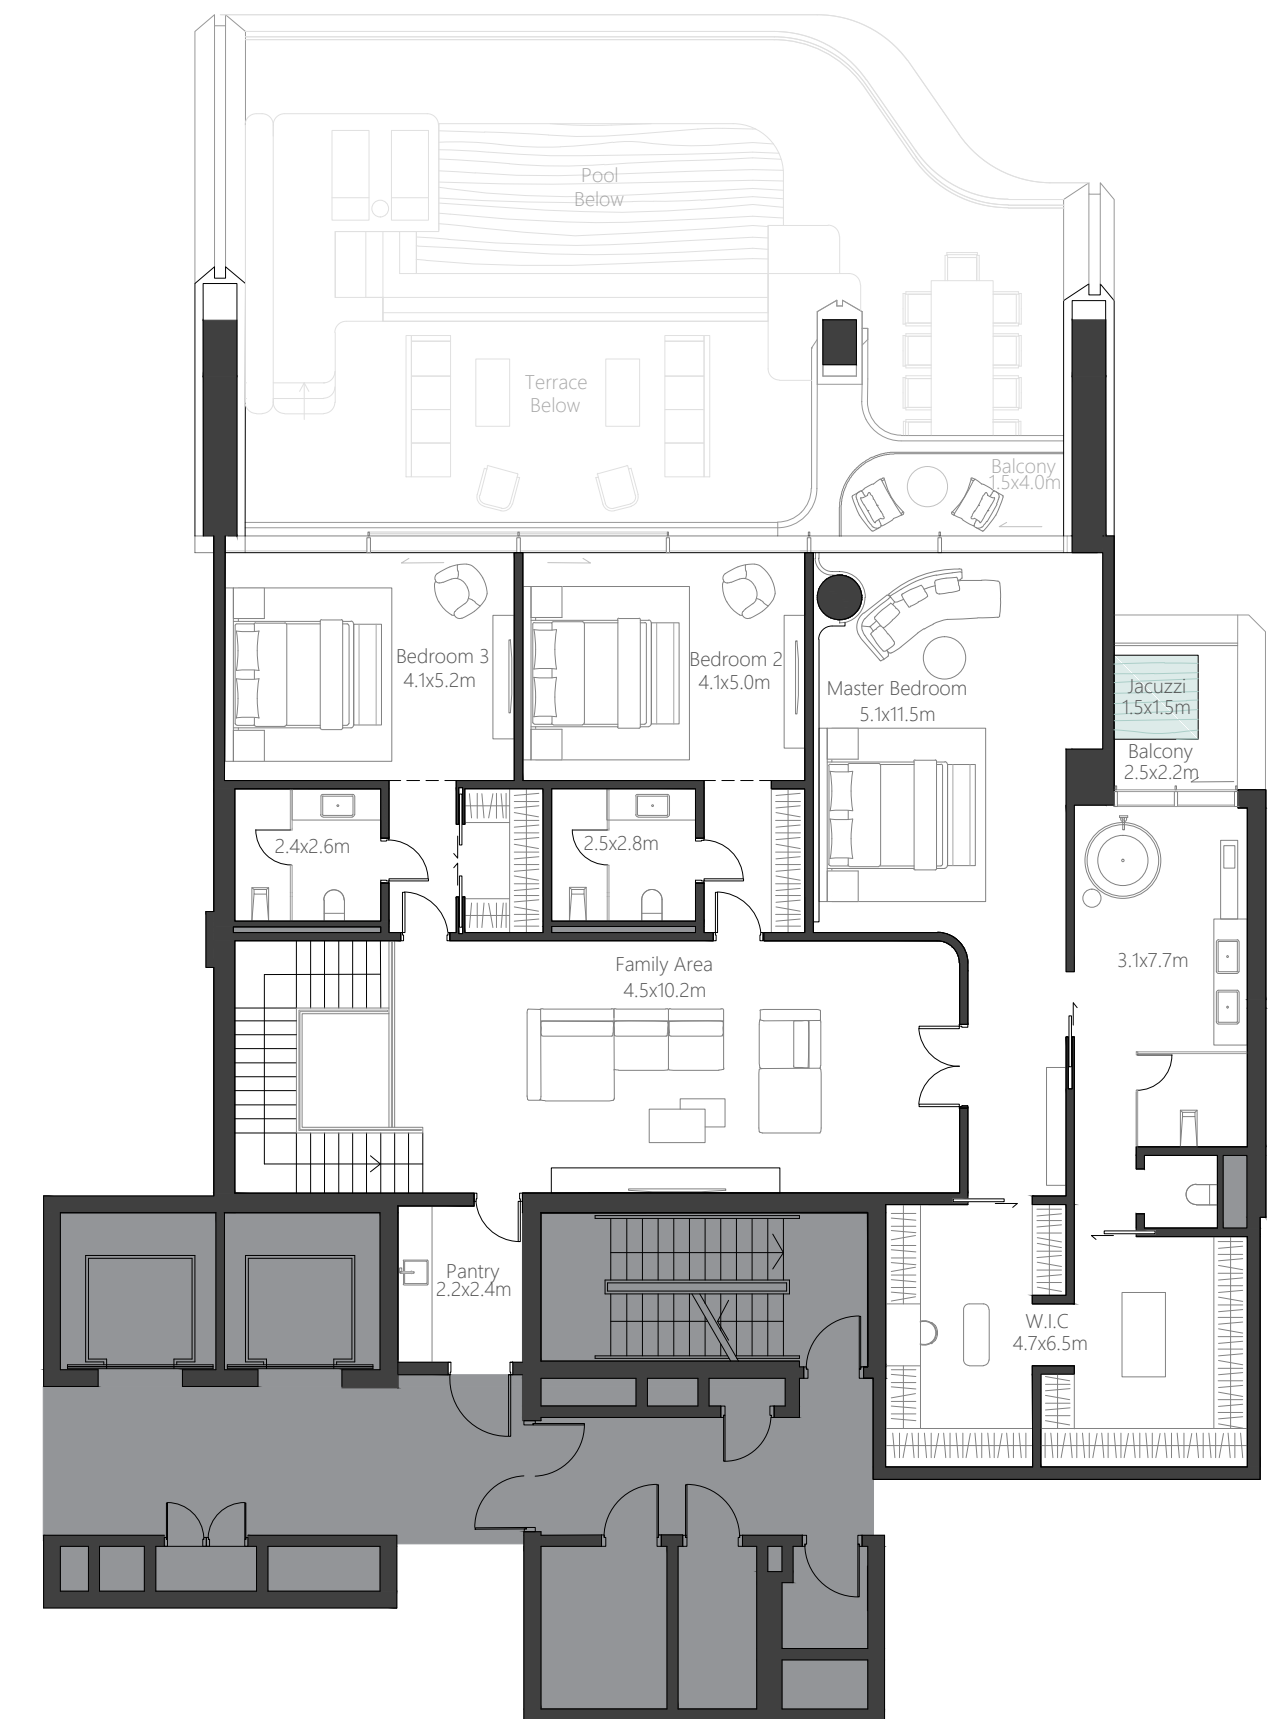 Pool
Below
Terrace
Below
Balcony
1.5x4.0m
Bedroom 3
4.1x5.2m
Bedroom 2
4.1x5.0m
Master Bedroom
5.1x11.5m
Jacuzzi
1.5x1.5m
Balcony
2.5x2.2m
2.4x2.6m
2.5x2.8m
Family Area
4.5x10.2m
3.1x7.7m
Pantry
2.2x2.4m
W.I.C
4.7x6.5m